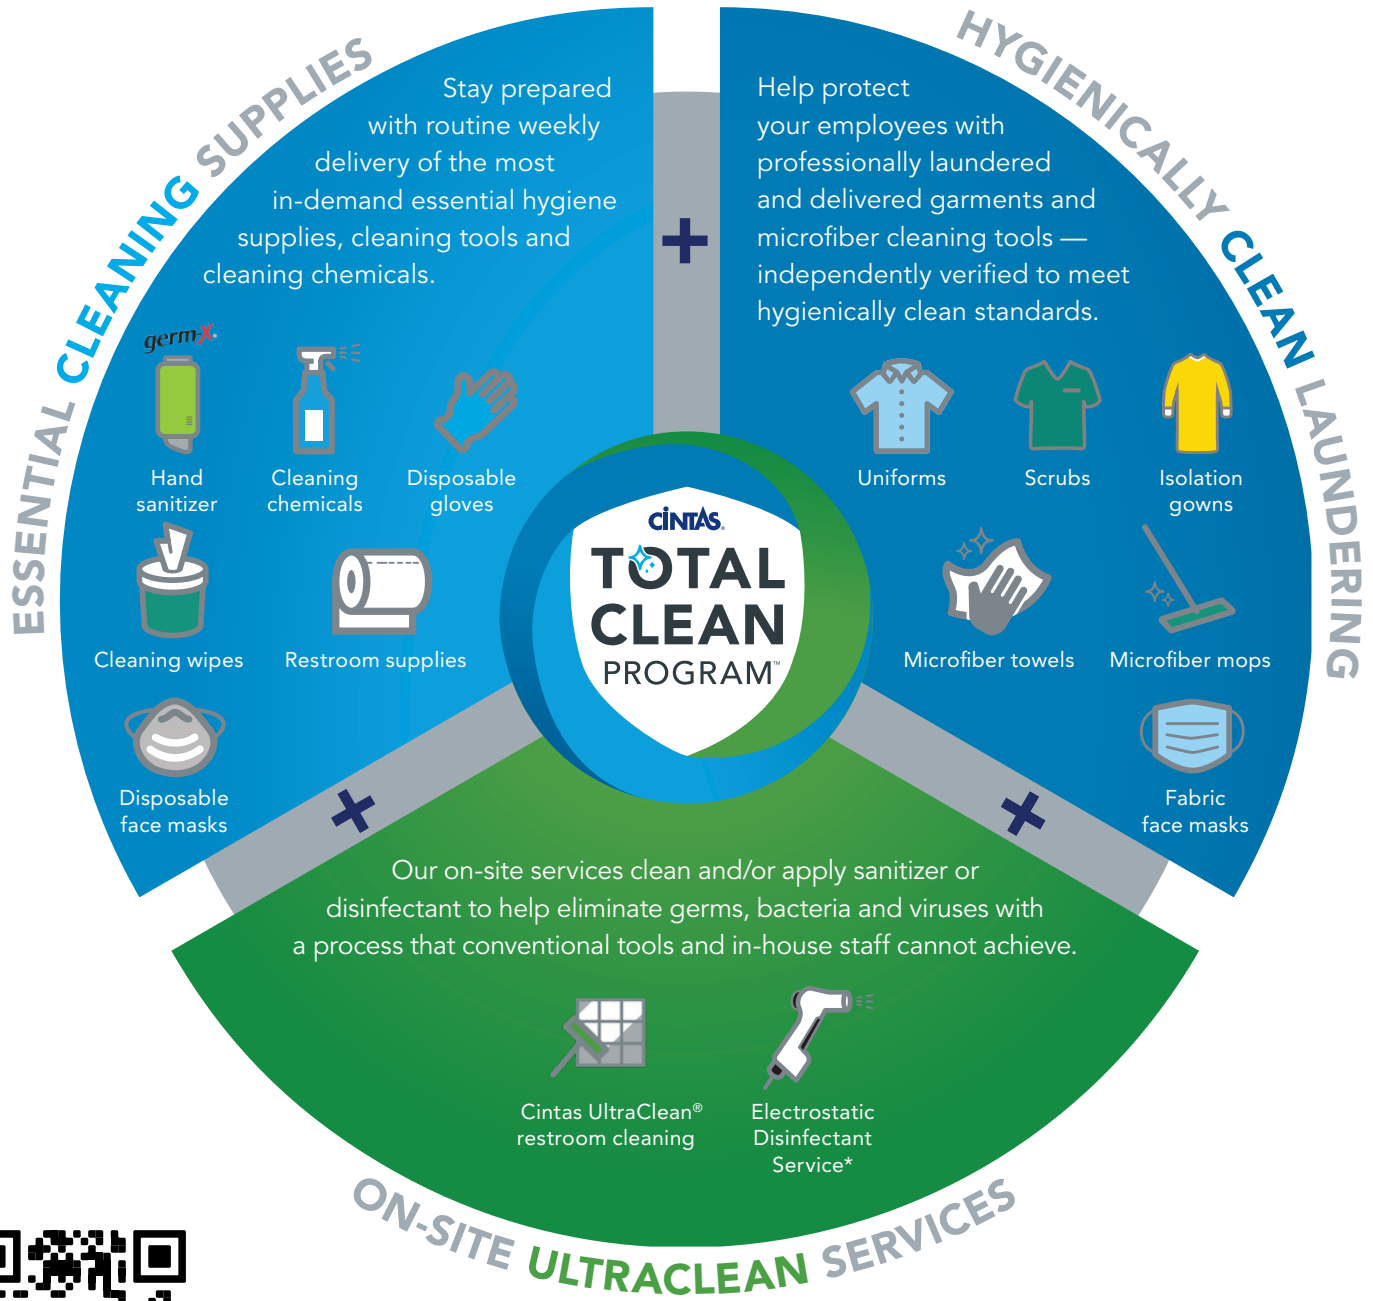 ESSENTIAL CLEANING SUPPLIES
Stay prepared
with routine weekly
delivery of the most
in-demand essential hygiene
supplies, cleaning tools and
cleaning chemicals.
germ-X®
Hand
sanitizer
Cleaning
chemicals
Disposable
gloves
Cleaning wipes
Restroom supplies
Disposable
face masks
HYGIENICALLY CLEAN LAUNDERING
Help protect
your employees with
professionally laundered
and delivered garments and
microfiber cleaning tools —
independently verified to meet
hygienically clean standards.
Uniforms
Scrubs
Isolation
gowns
Microfiber towels
Microfiber mops
Fabric
face masks
CINTAS®
TOTAL
CLEAN
PROGRAM™
Our on-site services clean and/or apply sanitizer or
disinfectant to help eliminate germs, bacteria and viruses with
a process that conventional tools and in-house staff cannot achieve.
Cintas UltraClean®
restroom cleaning
Electrostatic
Disinfectant
Service*
ON-SITE ULTRACLEAN SERVICES